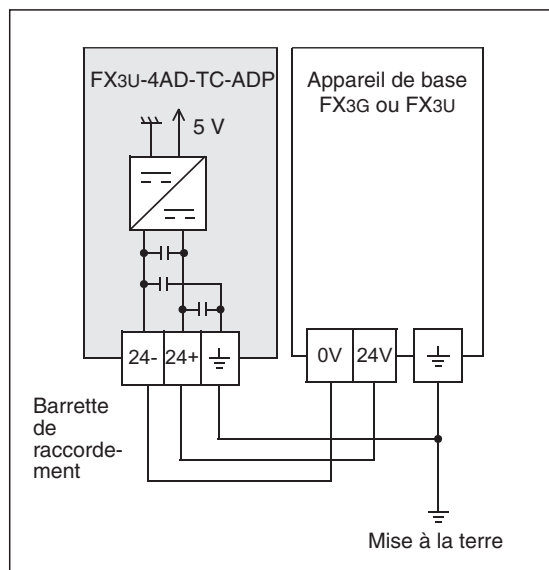 FX3U-4AD-TC-ADP
5 V
Appareil de base
FX3G ou FX3U
24-
24+
0V
24V
Barrette
de
raccorde-
ment
Mise à la terre